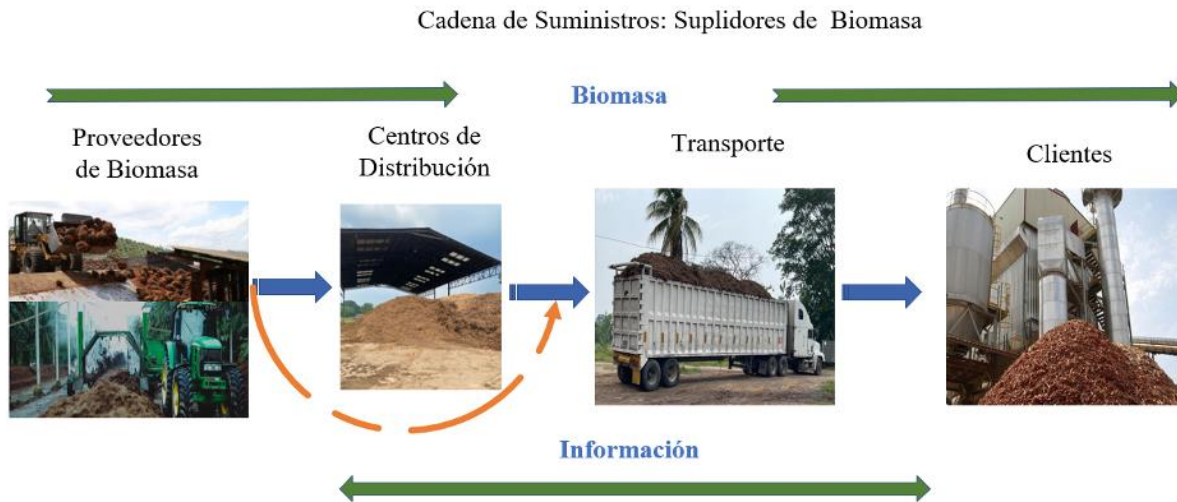 Cadena de Suministros: Suplidores de Biomasa
Biomasa
Proveedores
de Biomasa
Centros de
Distribución
Transporte
Clientes
Información